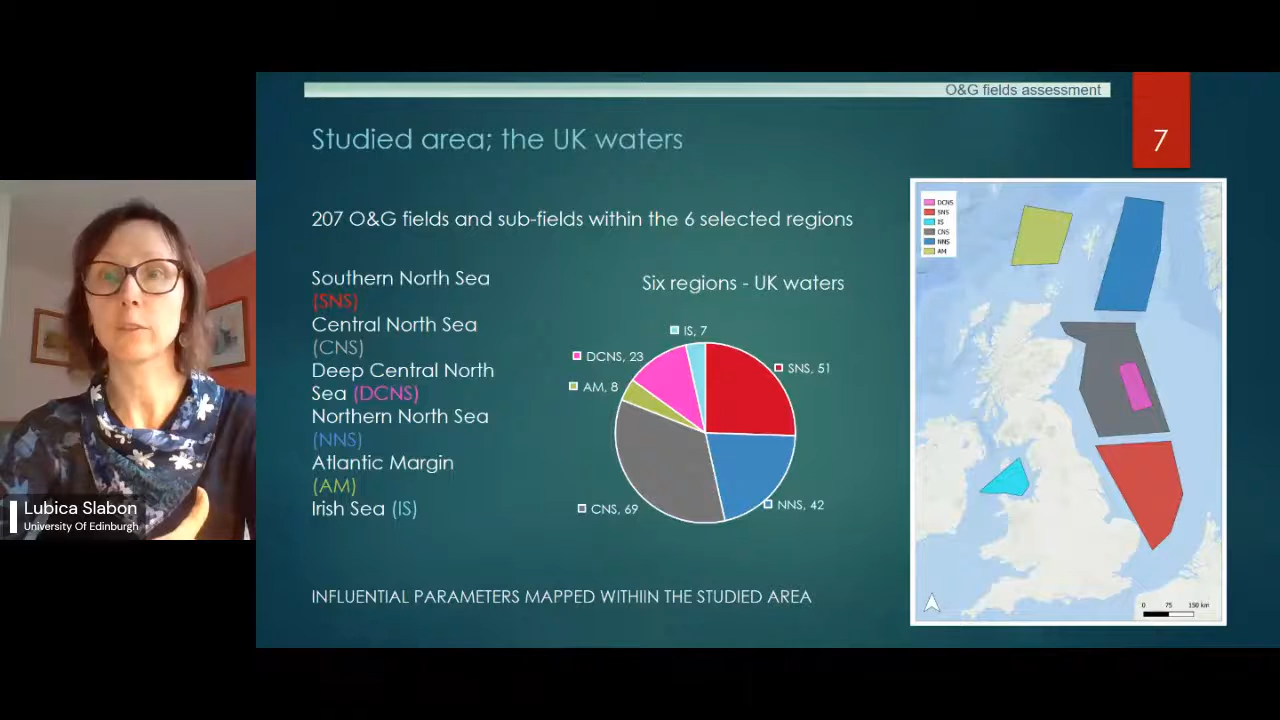 O&G fields assessment
7
Studied area; the UK waters
207 O&G fields and sub-fields within the 6 selected regions
Southern North Sea
(SNS)
Central North Sea
(CNS)
Deep Central North
Sea (DCNS)
Northern North Sea
(NNS)
Atlantic Margin
(AM)
Irish Sea (IS)
Six regions - UK waters
IS, 7
DCNS, 23
SNS, 51
AM, 8
CNS, 69
NNS, 42
INFLUENTIAL PARAMETERS MAPPED WITHIIN THE STUDIED AREA
DCNS
SNS
IS
CNS
NNS
AM
0 75 150 km
Lubica Slabon
University Of Edinburgh